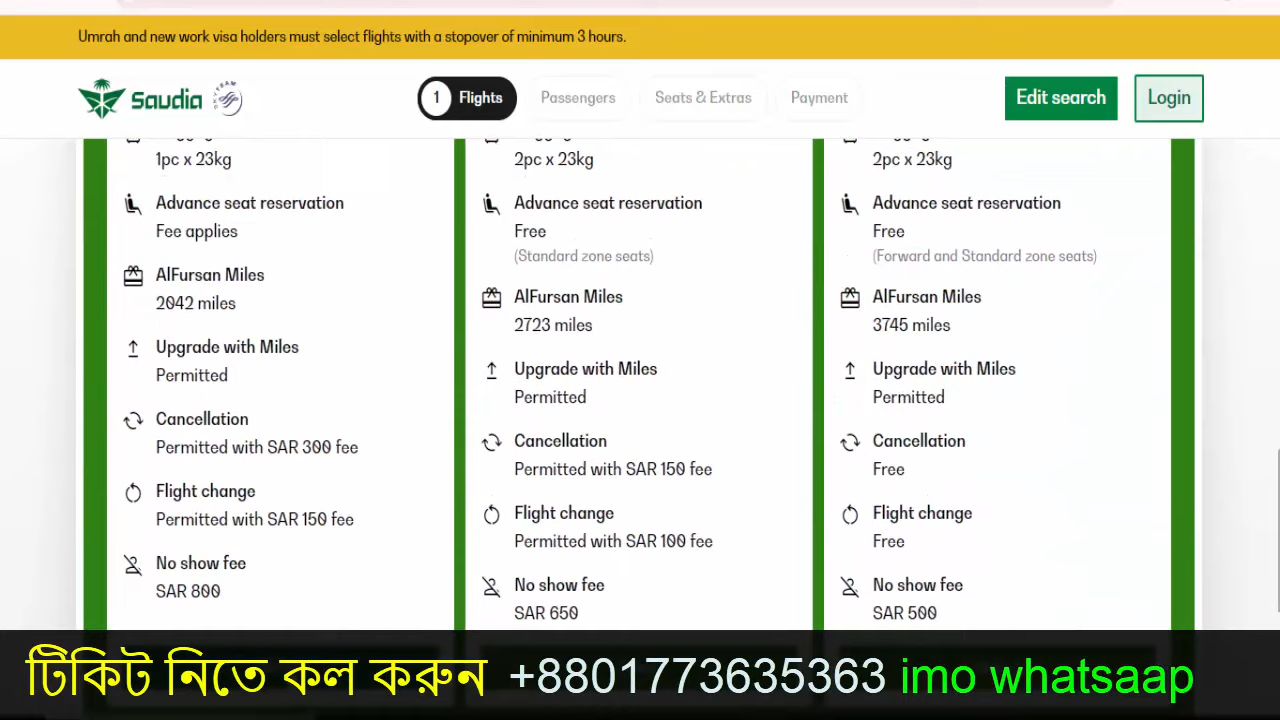 Umrah and new work visa holders must select flights with a stopover of minimum 3 hours.
Saudia
1 Flights
Passengers
Seats & Extras
Payment
Edit search
Login
1pc x 23kg
Advance seat reservation
Fee applies
AlFursan Miles
2042 miles
Upgrade with Miles
Permitted
Cancellation
Permitted with SAR 300 fee
Flight change
Permitted with SAR 150 fee
No show fee
SAR 800
2pc x 23kg
Advance seat reservation
Free
(Standard zone seats)
AlFursan Miles
2723 miles
Upgrade with Miles
Permitted
Cancellation
Permitted with SAR 150 fee
Flight change
Permitted with SAR 100 fee
No show fee
SAR 650
2pc x 23kg
Advance seat reservation
Free
(Forward and Standard zone seats)
AlFursan Miles
3745 miles
Upgrade with Miles
Permitted
Cancellation
Free
Flight change
Free
No show fee
SAR 500
টিকিট নিতে কল করুন +8801773635363 imo whatsaap